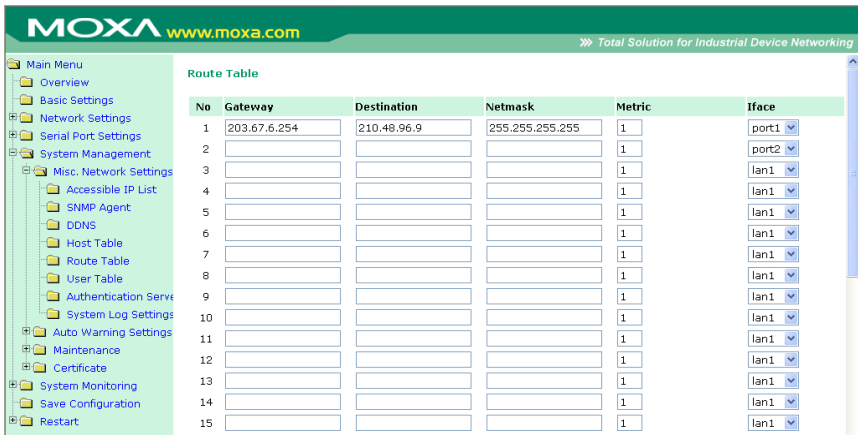 MOXA www.moxa.com
Total Solution for Industrial Device Networking
Main Menu
Overview
Basic Settings
Network Settings
Serial Port Settings
System Management
Misc. Network Settings
Accessible IP List
SNMP Agent
DDNS
Host Table
Route Table
User Table
Authentication Serve
System Log Settings
Auto Warning Settings
Maintenance
Certificate
System Monitoring
Save Configuration
Restart
Route Table
No Gateway Destination Netmask Metric Iface
1 203.67.6.254 210.48.96.9 255.255.255.255 1 port1
2 1 port2
3 1 lan1
4 1 lan1
5 1 lan1
6 1 lan1
7 1 lan1
8 1 lan1
9 1 lan1
10 1 lan1
11 1 lan1
12 1 lan1
13 1 lan1
14 1 lan1
15 1 lan1